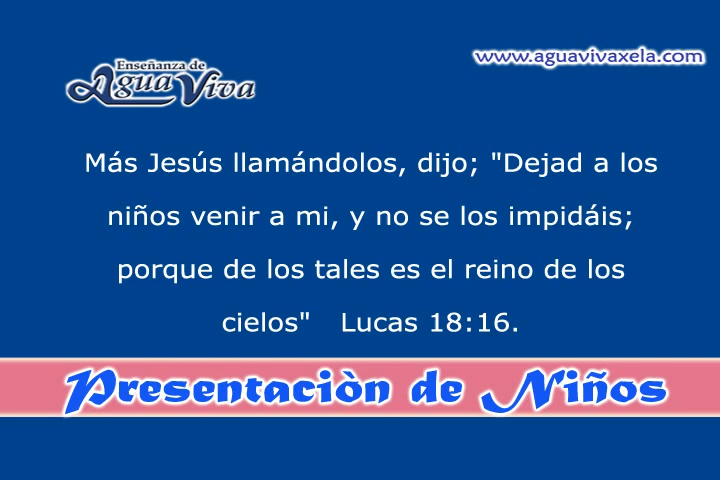 Enseñanza de
Agua Viva
www.aguavivaxela.com
Más Jesús llamándolos, dijo; "Dejad a los
niños venir a mi, y no se los impidáis;
porque de los tales es el reino de los
cielos" Lucas 18:16.
Presentaciòn de Niños